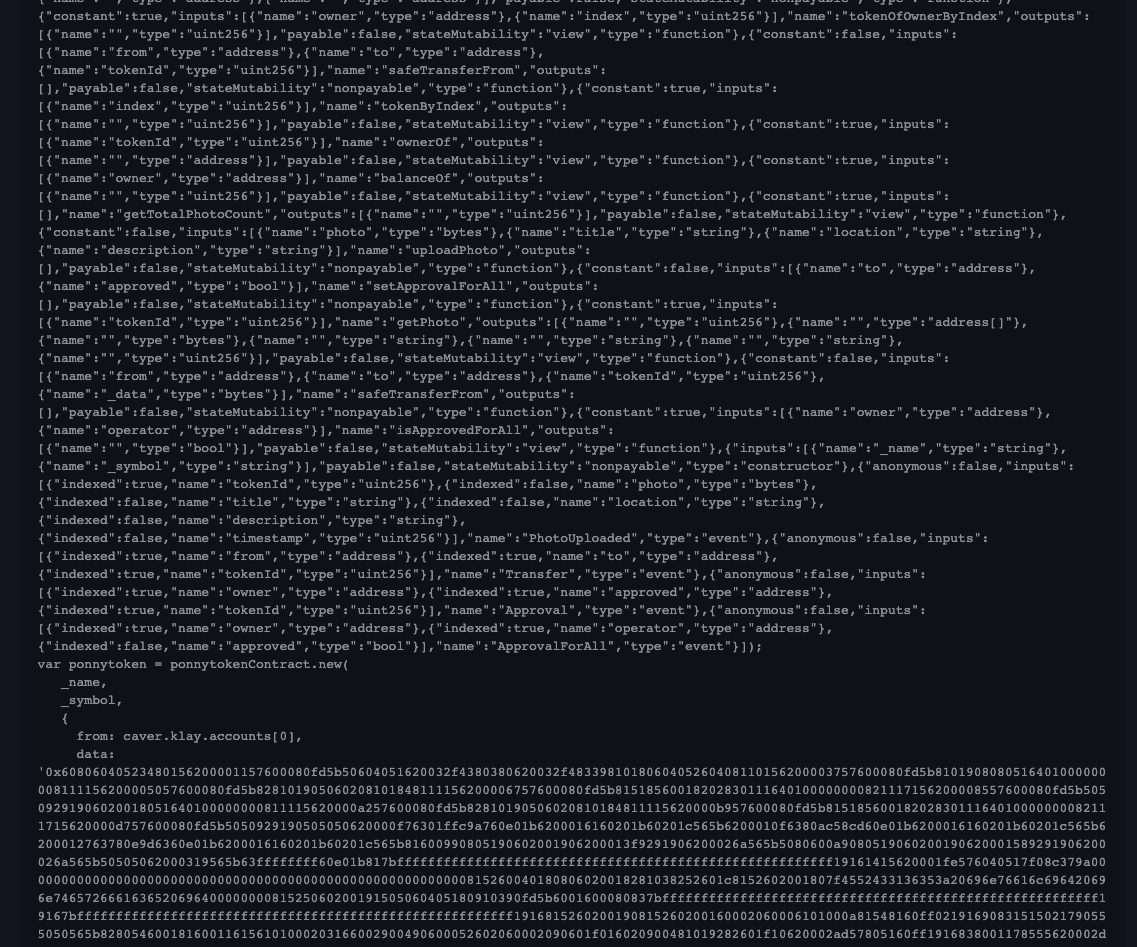 {"constant":true,"inputs":[{"name":"owner","type":"address"},{"name":"index","type":"uint256"}],"name":"tokenOfOwnerByIndex","outputs":
[{"name":"","type":"uint256"}],"payable":false,"stateMutability":"view","type":"function"},{"constant":false,"inputs":
[{"name":"from","type":"address"},{"name":"to","type":"address"},
{"name":"tokenId","type":"uint256"}],"name":"safeTransferFrom","outputs":
[],"payable":false,"stateMutability":"nonpayable","type":"function"},{"constant":true,"inputs":
[{"name":"index","type":"uint256"}],"name":"tokenByIndex","outputs":
[{"name":"","type":"uint256"}],"payable":false,"stateMutability":"view","type":"function"},{"constant":true,"inputs":
[{"name":"tokenId","type":"uint256"}],"name":"ownerOf","outputs":
[{"name":"","type":"address"}],"payable":false,"stateMutability":"view","type":"function"},{"constant":true,"inputs":
[{"name":"owner","type":"address"}],"name":"balanceOf","outputs":
[{"name":"","type":"uint256"}],"payable":false,"stateMutability":"view","type":"function"},{"constant":true,"inputs":
[],"name":"getTotalPhotoCount","outputs":[{"name":"","type":"uint256"}],"payable":false,"stateMutability":"view","type":"function"},
{"constant":false,"inputs":[{"name":"photo","type":"bytes"},{"name":"title","type":"string"},{"name":"location","type":"string"},
{"name":"description","type":"string"}],"name":"uploadPhoto","outputs":
[],"payable":false,"stateMutability":"nonpayable","type":"function"},{"constant":false,"inputs":[{"name":"to","type":"address"},
{"name":"approved","type":"bool"}],"name":"setApprovalForAll","outputs":
[],"payable":false,"stateMutability":"nonpayable","type":"function"},{"constant":true,"inputs":
[{"name":"tokenId","type":"uint256"}],"name":"getPhoto","outputs":[{"name":"","type":"uint256"},{"name":"","type":"address[]"},
{"name":"","type":"bytes"},{"name":"","type":"string"},{"name":"","type":"string"},{"name":"","type":"string"},
{"name":"","type":"uint256"}],"payable":false,"stateMutability":"view","type":"function"},{"constant":false,"inputs":
[{"name":"from","type":"address"},{"name":"to","type":"address"},{"name":"tokenId","type":"uint256"},
{"name":"_data","type":"bytes"}],"name":"safeTransferFrom","outputs":
[],"payable":false,"stateMutability":"nonpayable","type":"function"},{"constant":true,"inputs":[{"name":"owner","type":"address"},
{"name":"operator","type":"address"}],"name":"isApprovedForAll","outputs":
[{"name":"","type":"bool"}],"payable":false,"stateMutability":"view","type":"function"},{"inputs":[{"name":"_name","type":"string"},
{"name":"_symbol","type":"string"}],"payable":false,"stateMutability":"nonpayable","type":"constructor"},{"anonymous":false,"inputs":
[{"indexed":true,"name":"tokenId","type":"uint256"},{"indexed":false,"name":"photo","type":"bytes"},
{"indexed":false,"name":"title","type":"string"},{"indexed":false,"name":"location","type":"string"},
{"indexed":false,"name":"description","type":"string"},
{"indexed":false,"name":"timestamp","type":"uint256"}],"name":"PhotoUploaded","type":"event"},{"anonymous":false,"inputs":
[{"indexed":true,"name":"from","type":"address"},{"indexed":true,"name":"to","type":"address"},
{"indexed":true,"name":"tokenId","type":"uint256"}],"name":"Transfer","type":"event"},{"anonymous":false,"inputs":
[{"indexed":true,"name":"owner","type":"address"},{"indexed":true,"name":"approved","type":"address"},
{"indexed":true,"name":"tokenId","type":"uint256"}],"name":"Approval","type":"event"},{"anonymous":false,"inputs":
[{"indexed":true,"name":"owner","type":"address"},{"indexed":true,"name":"operator","type":"address"},
{"indexed":false,"name":"approved","type":"bool"}],"name":"ApprovalForAll","type":"event"}]);
var ponnytoken = ponnytokenContract.new(
_name,
_symbol,
{
from: caver.klay.accounts[0],
data:
'0x60806040523480156200001157600080fd5b50604051620032f4380380620032f483398101806040526040811015620000375760008​0fd5b810190808051640100000​0